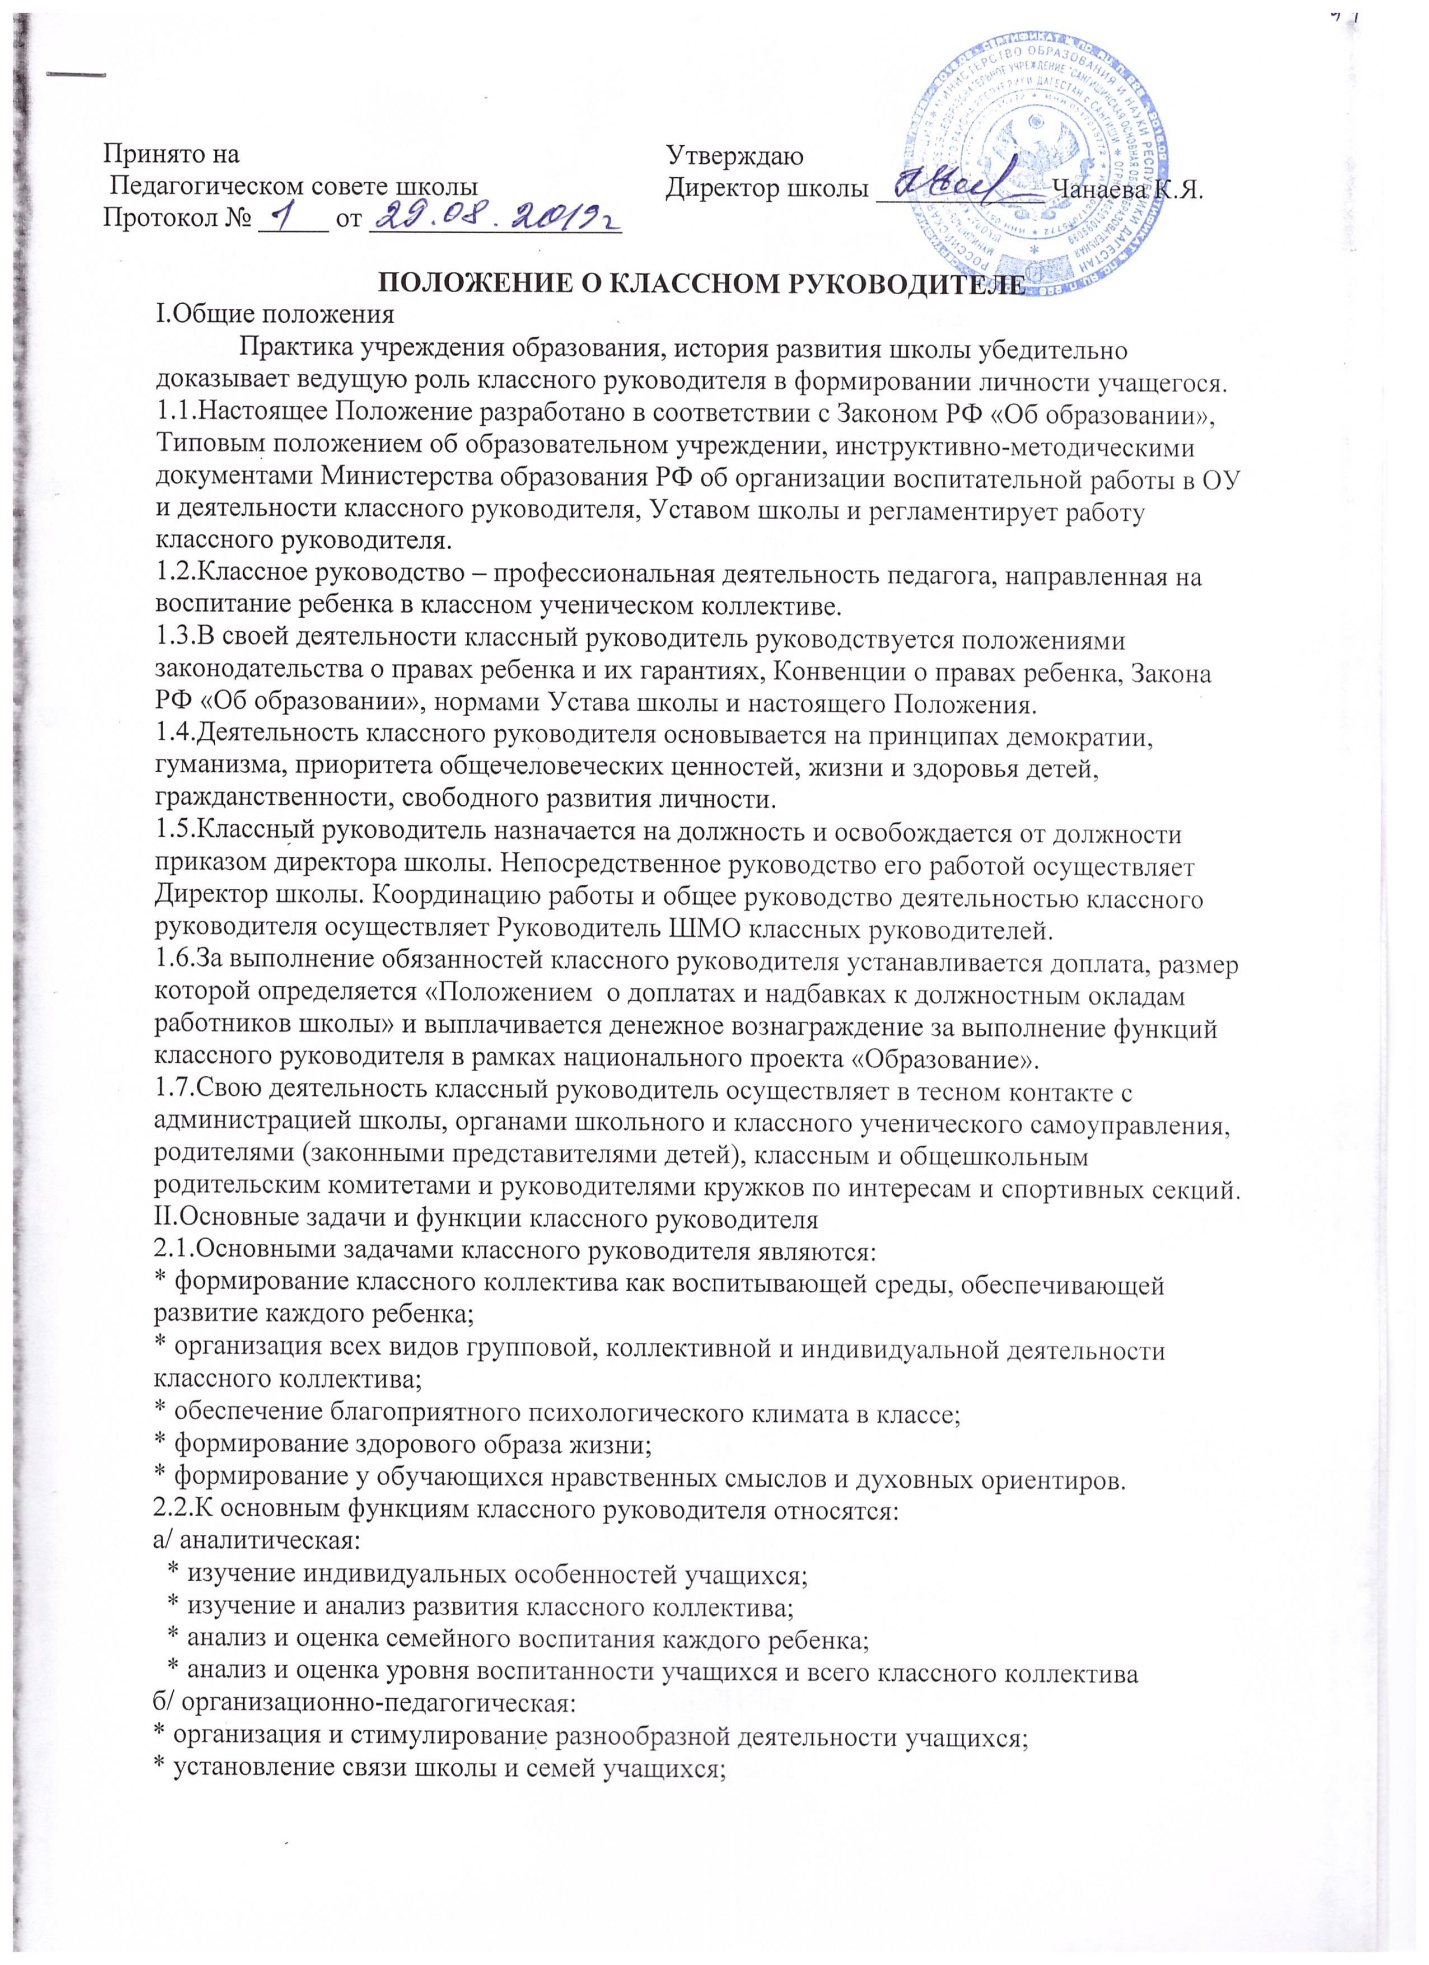 Принято на
Педагогическом совете школы
Протокол № 1 от 29.08.2019г
Утверждаю
Директор школы ____________ Чанаева К.Я.
МИНИСТЕРСТВО ОБРАЗОВАНИЯ И НАУКИ РЕСПУБЛИКИ ДАГЕСТАН
ПОЛОЖЕНИЕ О КЛАССНОМ РУКОВОДИТЕЛЕ
I.Общие положения
Практика учреждения образования, история развития школы убедительно
доказывает ведущую роль классного руководителя в формировании личности учащегося.
1.1.Настоящее Положение разработано в соответствии с Законом РФ «Об образовании»,
Типовым положением об образовательном учреждении, инструктивно-методическими
документами Министерства образования РФ об организации воспитательной работы в ОУ
и деятельности классного руководителя, Уставом школы и регламентирует работу
классного руководителя.
1.2.Классное руководство – профессиональная деятельность педагога, направленная на
воспитание ребенка в классном ученическом коллективе.
1.3.В своей деятельности классный руководитель руководствуется положениями
законодательства о правах ребенка и их гарантиях, Конвенции о правах ребенка, Закона
РФ «Об образовании», нормами Устава школы и настоящего Положения.
1.4.Деятельность классного руководителя основывается на принципах демократии,
гуманизма, приоритета общечеловеческих ценностей, жизни и здоровья детей,
гражданственности, свободного развития личности.
1.5.Классный руководитель назначается на должность и освобождается от должности
приказом директора школы. Непосредственное руководство его работой осуществляет
Директор школы. Координацию работы и общее руководство деятельностью классного
руководителя осуществляет Руководитель ШМО классных руководителей.
1.6.За выполнение обязанностей классного руководителя устанавливается доплата, размер
которой определяется «Положением  о доплатах и надбавках к должностным окладам
работников школы» и выплачивается денежное вознаграждение за выполнение функций
классного руководителя в рамках национального проекта «Образование».
1.7.Свою деятельность классный руководитель осуществляет в тесном контакте с
администрацией школы, органами школьного и классного ученического самоуправления,
родителями (законными представителями детей), классным и общешкольным
родительским комитетами и руководителями кружков по интересам и спортивных секций.
II.Основные задачи и функции классного руководителя
2.1.Основными задачами классного руководителя являются:
* формирование классного коллектива как воспитывающей среды, обеспечивающей
развитие каждого ребенка;
* организация всех видов групповой, коллективной и индивидуальной деятельности
классного коллектива;
* обеспечение благоприятного психологического климата в классе;
* формирование здорового образа жизни;
* формирование у обучающихся нравственных смыслов и духовных ориентиров.
2.2.К основным функциям классного руководителя относятся:
а/ аналитическая:
* изучение индивидуальных особенностей учащихся;
* изучение и анализ развития классного коллектива;
* анализ и оценка семейного воспитания каждого ребенка;
* анализ и оценка уровня воспитанности учащихся и всего классного коллектива
б/ организационно-педагогическая:
* организация и стимулирование разнообразной деятельности учащихся;
* установление связи школы и семей учащихся;